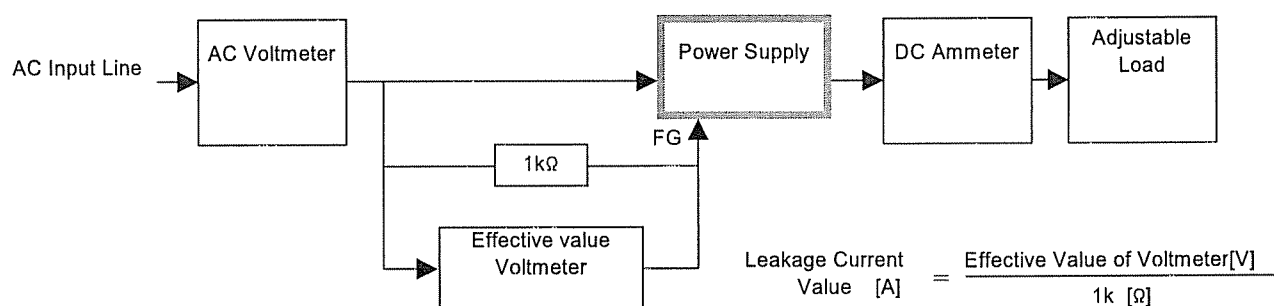 AC Input Line
AC Voltmeter
Power Supply
DC Ammeter
Adjustable
Load
FG
1kΩ
Effective value
Voltmeter
Leakage Current
Value [A]
=
Effective Value of Voltmeter[V]
1k [Ω]